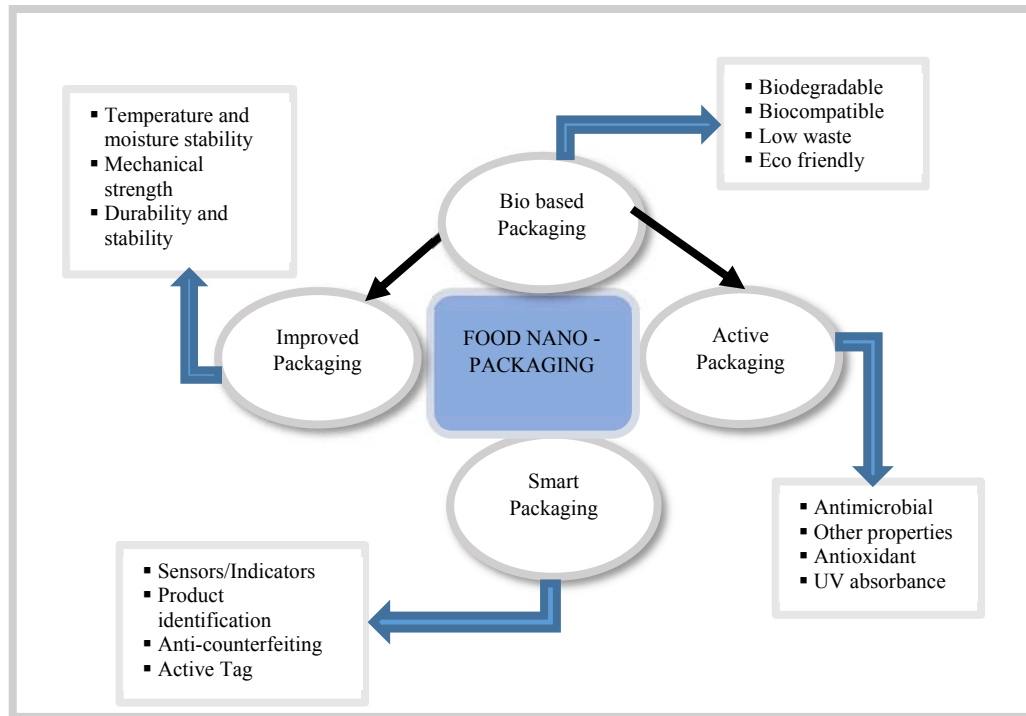 ▪ Biodegradable
▪ Biocompatible
▪ Low waste
▪ Eco friendly
▪ Temperature and
moisture stability
▪ Mechanical
strength
▪ Durability and
stability
Bio based
Packaging
Improved
Packaging
FOOD NANO -
PACKAGING
Active
Packaging
Smart
Packaging
▪ Antimicrobial
▪ Other properties
▪ Antioxidant
▪ UV absorbance
▪ Sensors/Indicators
▪ Product
identification
▪ Anti-counterfeiting
▪ Active Tag